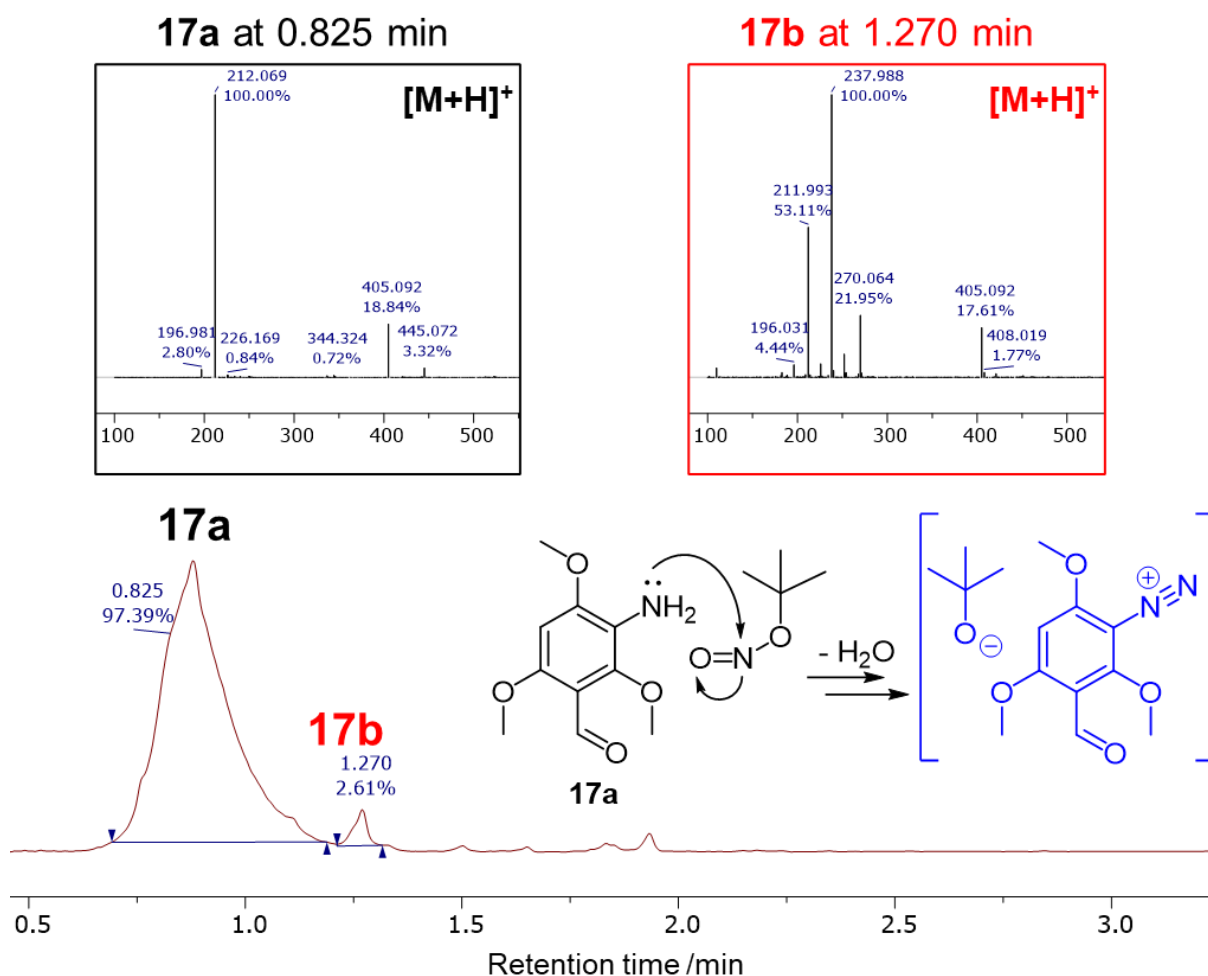 17a at 0.825 min
17b at 1.270 min
212.069
100.00%
[M+H]+
405.092
18.84%
196.981
2.80%
226.169
0.84%
344.324
0.72%
445.072
3.32%
100 200 300 400 500
237.988
100.00%
[M+H]+
211.993
53.11%
270.064
21.95%
405.092
17.61%
196.031
4.44%
408.019
1.77%
100 200 300 400 500
17a
0.825
97.39%
17b
1.270
2.61%
O
NH2
O
O
O
O=N
O
17a
- H2O
O
O
N
N
O
O
O
0.5 1.0 1.5 2.0 2.5 3.0
Retention time /min